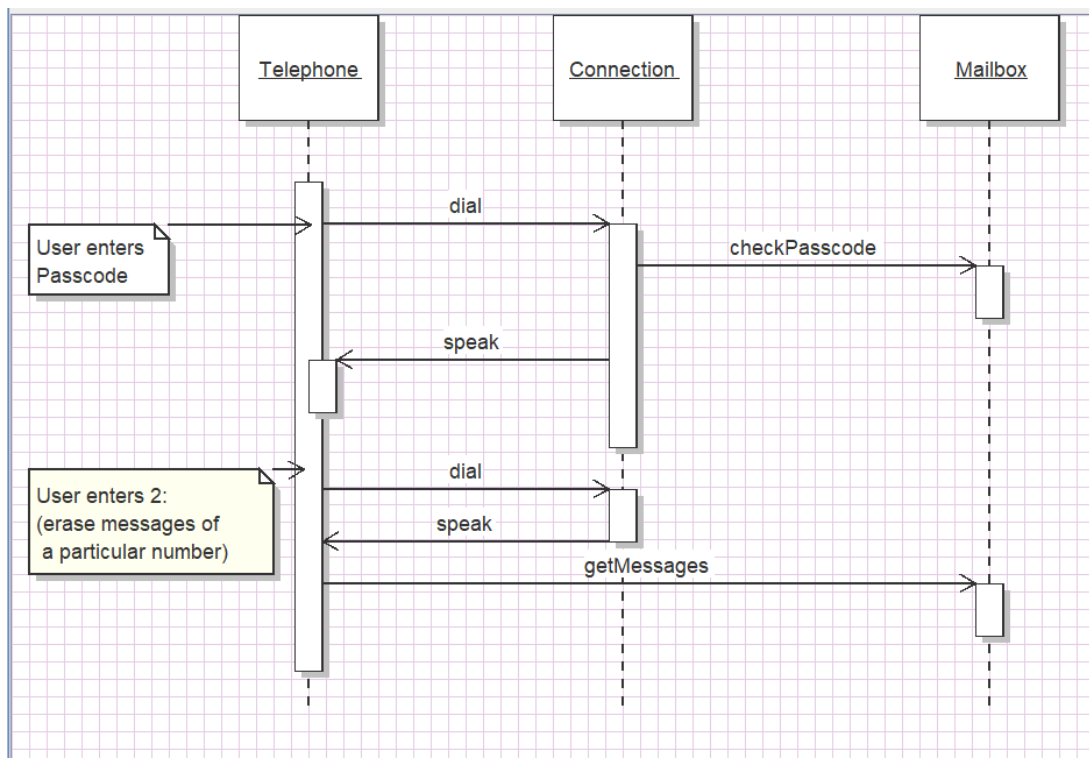 Telephone
Connection
Mailbox
dial
User enters
Passcode
checkPasscode
speak
dial
User enters 2:
(erase messages of
a particular number)
speak
getMessages